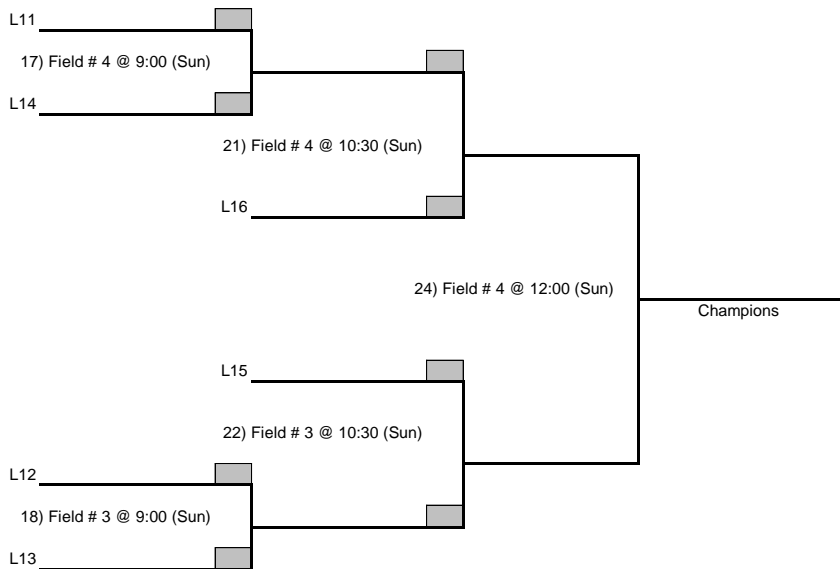 L11
17) Field # 4 @ 9:00 (Sun)
L14
21) Field # 4 @ 10:30 (Sun)
L16
24) Field # 4 @ 12:00 (Sun)
Champions
L15
22) Field # 3 @ 10:30 (Sun)
L12
18) Field # 3 @ 9:00 (Sun)
L13